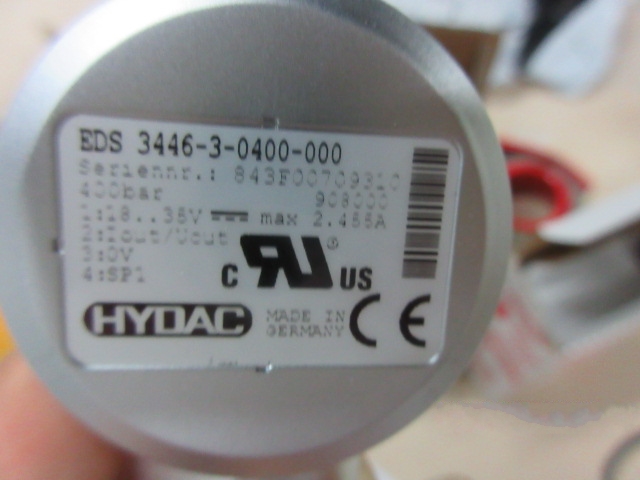 EDS 3446-3-0400-000
Seriennr.:
400bar 908000
1:18..35V max 2.455A
2:Iout/Uout
3:0V
4:SP1
C RU ® US
HYDAC MADE IN GERMANY CE